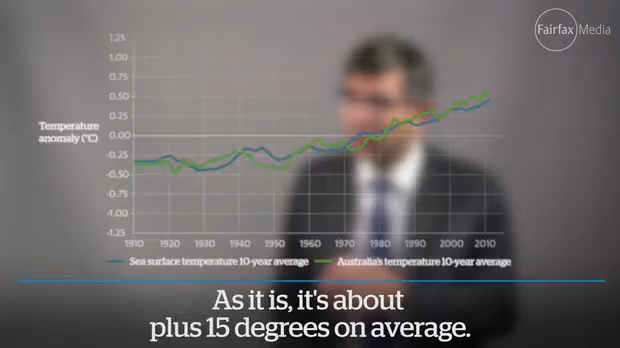 Fairfax Media
1.25
1.00
0.75
0.50
0.25
Temperature
anomaly (°C)
0.00
-0.25
-0.50
-0.75
-1.00
-1.25
1910 1920 1930 1940 1950 1960 1970 1980 1990 2000 2010
Sea surface temperature 10-year average
Australia's temperature 10-year average
As it is, it's about
plus 15 degrees on average.